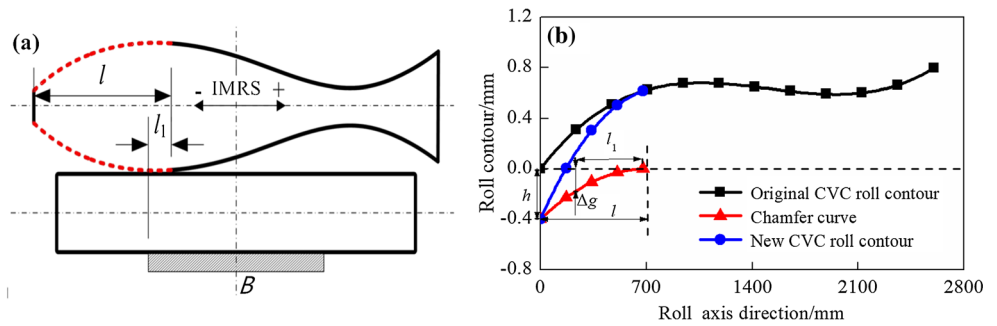 (a)
l
- IMRS +
l1
B
(b)
1.2
0.8
0.4
0.0
-0.4
-0.8
Roll contour/mm
l1
h
Δg
l
Original CVC roll contour
Chamfer curve
New CVC roll contour
0
700
1400
2100
2800
Roll axis direction/mm